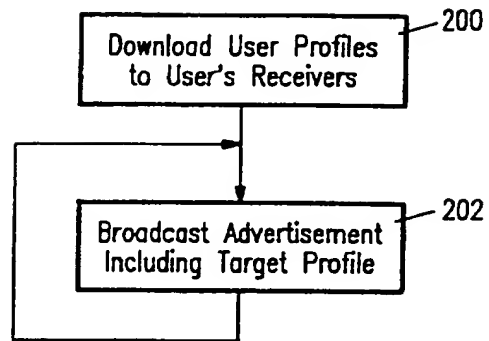 200
Download User Profiles
to User's Receivers
202
Broadcast Advertisement
Including Target Profile